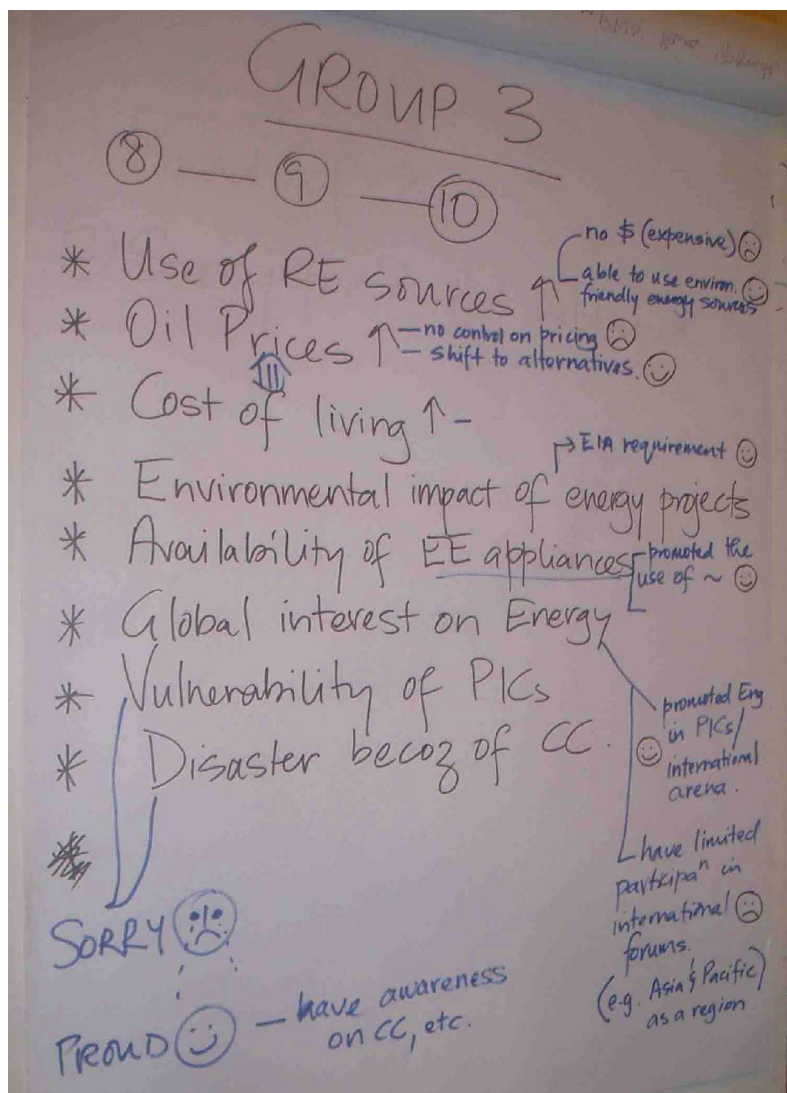 GROUP 3
8 — 9 — 10
* Use of RE sources ↑
no $ (expensive) ☹
able to use environ. ☺
friendly energy sources
* Oil Prices ↑
— no control on pricing ☹
— shift to alternatives. ☺
* Cost of living ↑ -
→ EIA requirement ☺
* Environmental impact of energy projects
* Availability of EE appliances
promoted the
use of ~ ☺
* Global interest on Energy
promoted Erg
in PICs/
☺ international
arena.
have limited
participaⁿ in
international ☹
forums.
(e.g. Asia & Pacific)
as a region
* Vulnerability of PICs
* Disaster becoz of CC.
SORRY ☹
PROUD ☺ — have awareness
on CC, etc.